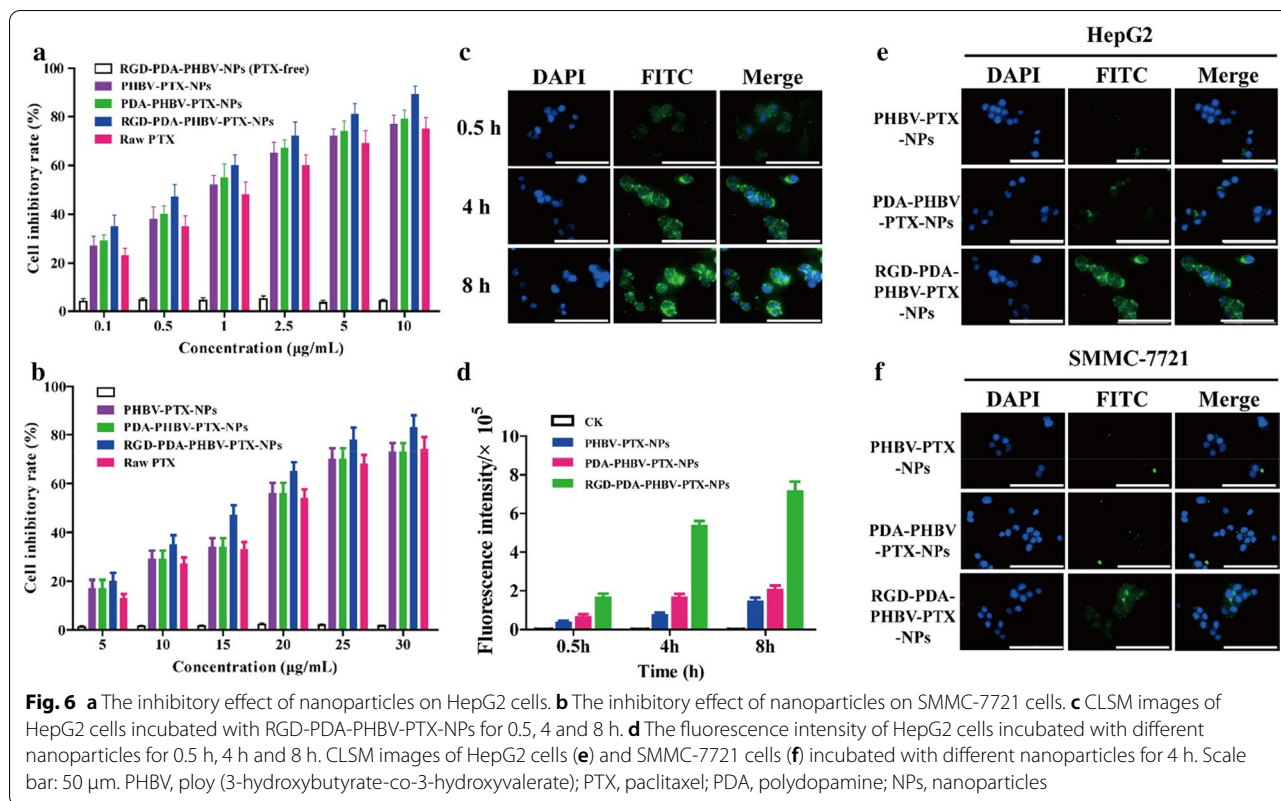 a
Cell inhibitory rate (%)
100
80
60
40
20
0
RGD-PDA-PHBV-NPs (PTX-free)
PHBV-PTX-NPs
PDA-PHBV-PTX-NPs
RGD-PDA-PHBV-PTX-NPs
Raw PTX
0.1 0.5 1 2.5 5 10
Concentration (μg/mL)
b
Cell inhibitory rate (%)
100
80
60
40
20
0
PHBV-PTX-NPs
PDA-PHBV-PTX-NPs
RGD-PDA-PHBV-PTX-NPs
Raw PTX
5 10 15 20 25 30
Concentration (μg/mL)
c
DAPI FITC Merge
0.5 h
4 h
8 h
d
Fluorescence intensity/× 10⁵
10
8
6
4
2
0
CK
PHBV-PTX-NPs
PDA-PHBV-PTX-NPs
RGD-PDA-PHBV-PTX-NPs
0.5h 4h 8h
Time (h)
e
HepG2
DAPI FITC Merge
PHBV-PTX
-NPs
PDA-PHBV
-PTX-NPs
RGD-PDA-
PHBV-PTX
-NPs
f
SMMC-7721
DAPI FITC Merge
PHBV-PTX
-NPs
PDA-PHBV
-PTX-NPs
RGD-PDA-
PHBV-PTX
-NPs
Fig. 6 a The inhibitory effect of nanoparticles on HepG2 cells. b The inhibitory effect of nanoparticles on SMMC-7721 cells. c CLSM images of
HepG2 cells incubated with RGD-PDA-PHBV-PTX-NPs for 0.5, 4 and 8 h. d The fluorescence intensity of HepG2 cells incubated with different
nanoparticles for 0.5 h, 4 h and 8 h. CLSM images of HepG2 cells (e) and SMMC-7721 cells (f) incubated with different nanoparticles for 4 h. Scale
bar: 50 μm. PHBV, ploy (3-hydroxybutyrate-co-3-hydroxyvalerate); PTX, paclitaxel; PDA, polydopamine; NPs, nanoparticles